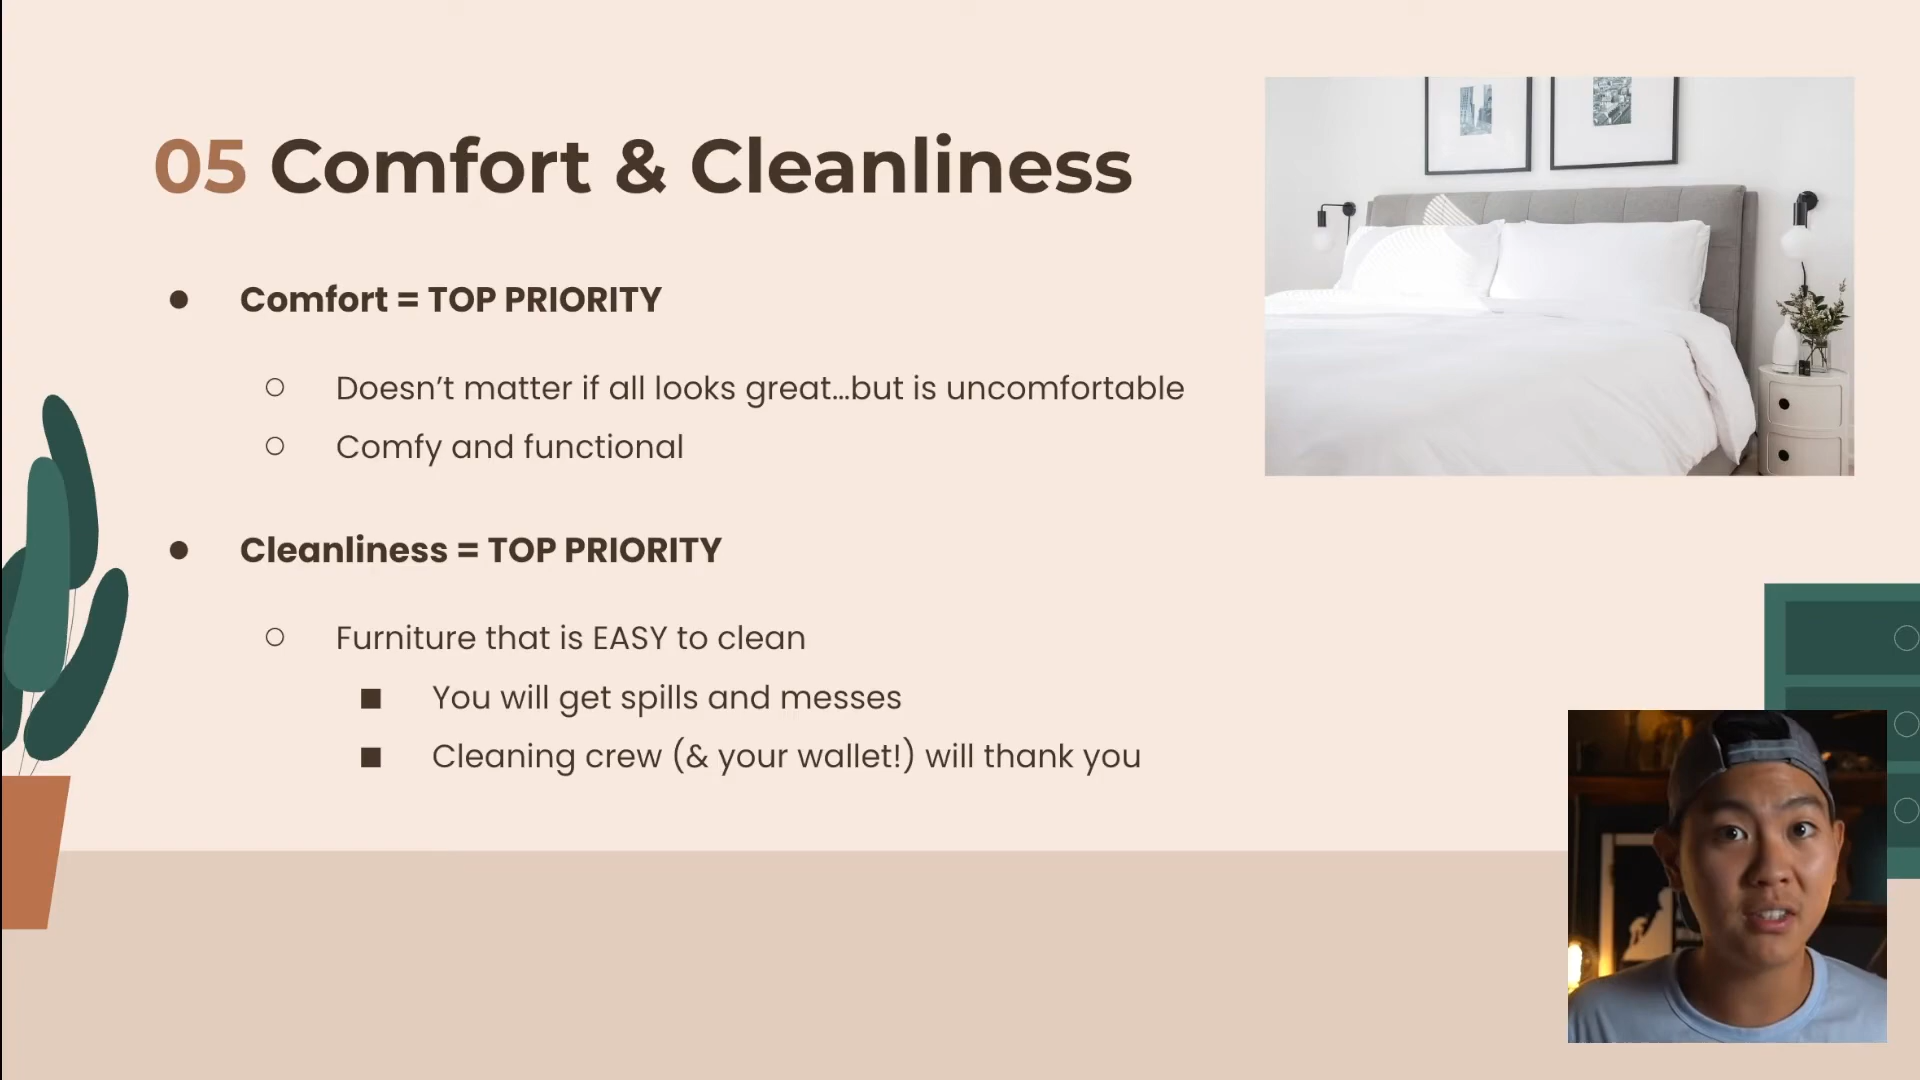 05 Comfort & Cleanliness
● Comfort = TOP PRIORITY
○ Doesn’t matter if all looks great...but is uncomfortable
○ Comfy and functional
● Cleanliness = TOP PRIORITY
○ Furniture that is EASY to clean
■ You will get spills and messes
■ Cleaning crew (& your wallet!) will thank you